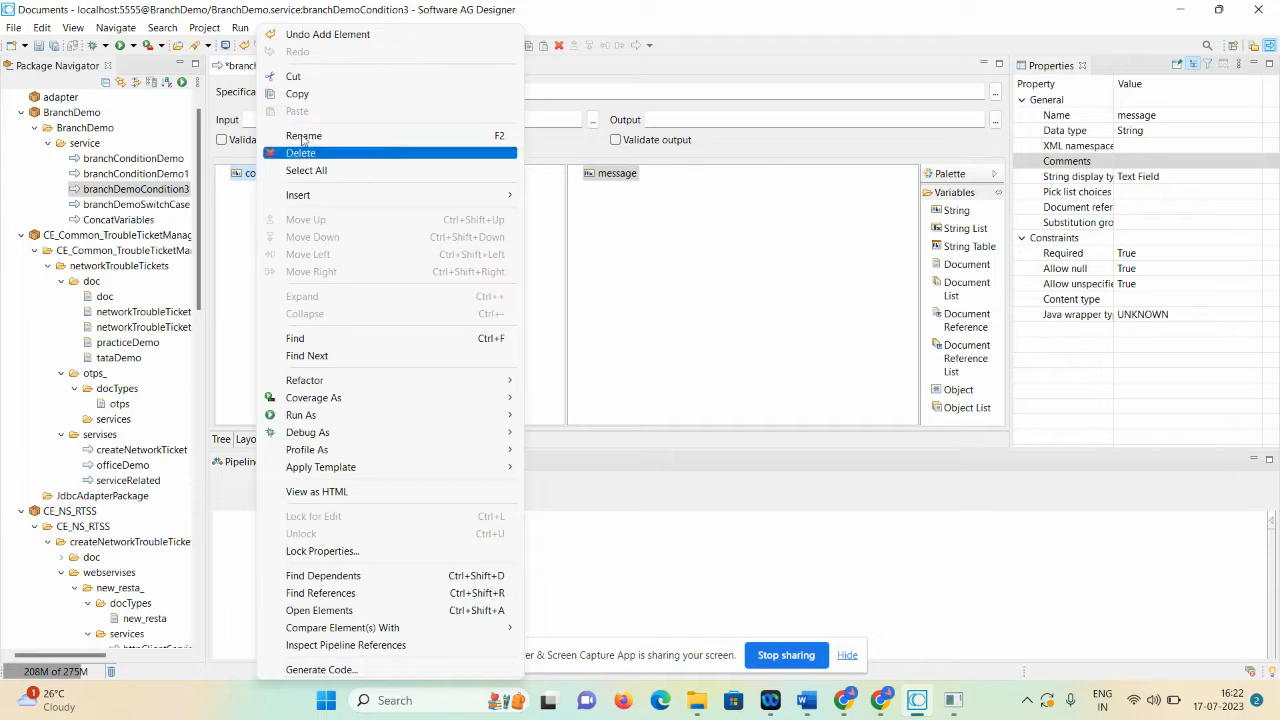 Documents - localhost:5555@BranchDemo/BranchDemo.service:branchDemoCondition3 - Software AG Designer
File Edit View Navigate Search Project Run
Package Navigator
adapter
BranchDemo
BranchDemo
service
branchConditionDemo
branchConditionDemo1
branchDemoCondition3
branchDemoSwitchCase
ConcatVariables
CE_Common_TroubleTicketManag
CE_Common_TroubleTicketMa
networkTroubleTickets
doc
doc
networkTroubleTicket
networkTroubleTicket
practiceDemo
tataDemo
otps_
docTypes
otps
services
servises
createNetworkTicket
officeDemo
serviceRelated
JdbcAdapterPackage
CE_NS_RTSS
CE_NS_RTSS
createNetworkTroubleTicke
doc
webservises
new_resta_
docTypes
new_resta
services
208M of 275M
*branch
Specifica
Input
Output
Valida
Validate output
co
message
Tree Layo
Pipelin
Undo Add Element
Redo
Cut
Copy
Paste
Rename F2
Delete
Select All
Insert
Move Up Ctrl+Shift+Up
Move Down Ctrl+Shift+Down
Move Left Ctrl+Shift+Left
Move Right Ctrl+Shift+Right
Expand Ctrl++
Collapse Ctrl+-
Find Ctrl+F
Find Next
Refactor
Coverage As
Run As
Debug As
Profile As
Apply Template
View as HTML
Lock for Edit Ctrl+L
Unlock Ctrl+U
Lock Properties...
Find Dependents Ctrl+Shift+D
Find References Ctrl+Shift+R
Open Elements Ctrl+Shift+A
Compare Element(s) With
Inspect Pipeline References
Generate Code...
Palette
Variables
String
String List
String Table
Document
Document
List
Document
Reference
Document
Reference
List
Object
Object List
Properties
Property Value
General
Name message
Data type String
XML namespace
Comments
String display ty Text Field
Pick list choices
Document refer
Substitution gro
Constraints
Required True
Allow null True
Allow unspecifie True
Content type
Java wrapper ty UNKNOWN
er & Screen Capture App is sharing your screen. Stop sharing Hide
26°C
Cloudy
Search
ENG
IN
16:22
17-07-2023
2